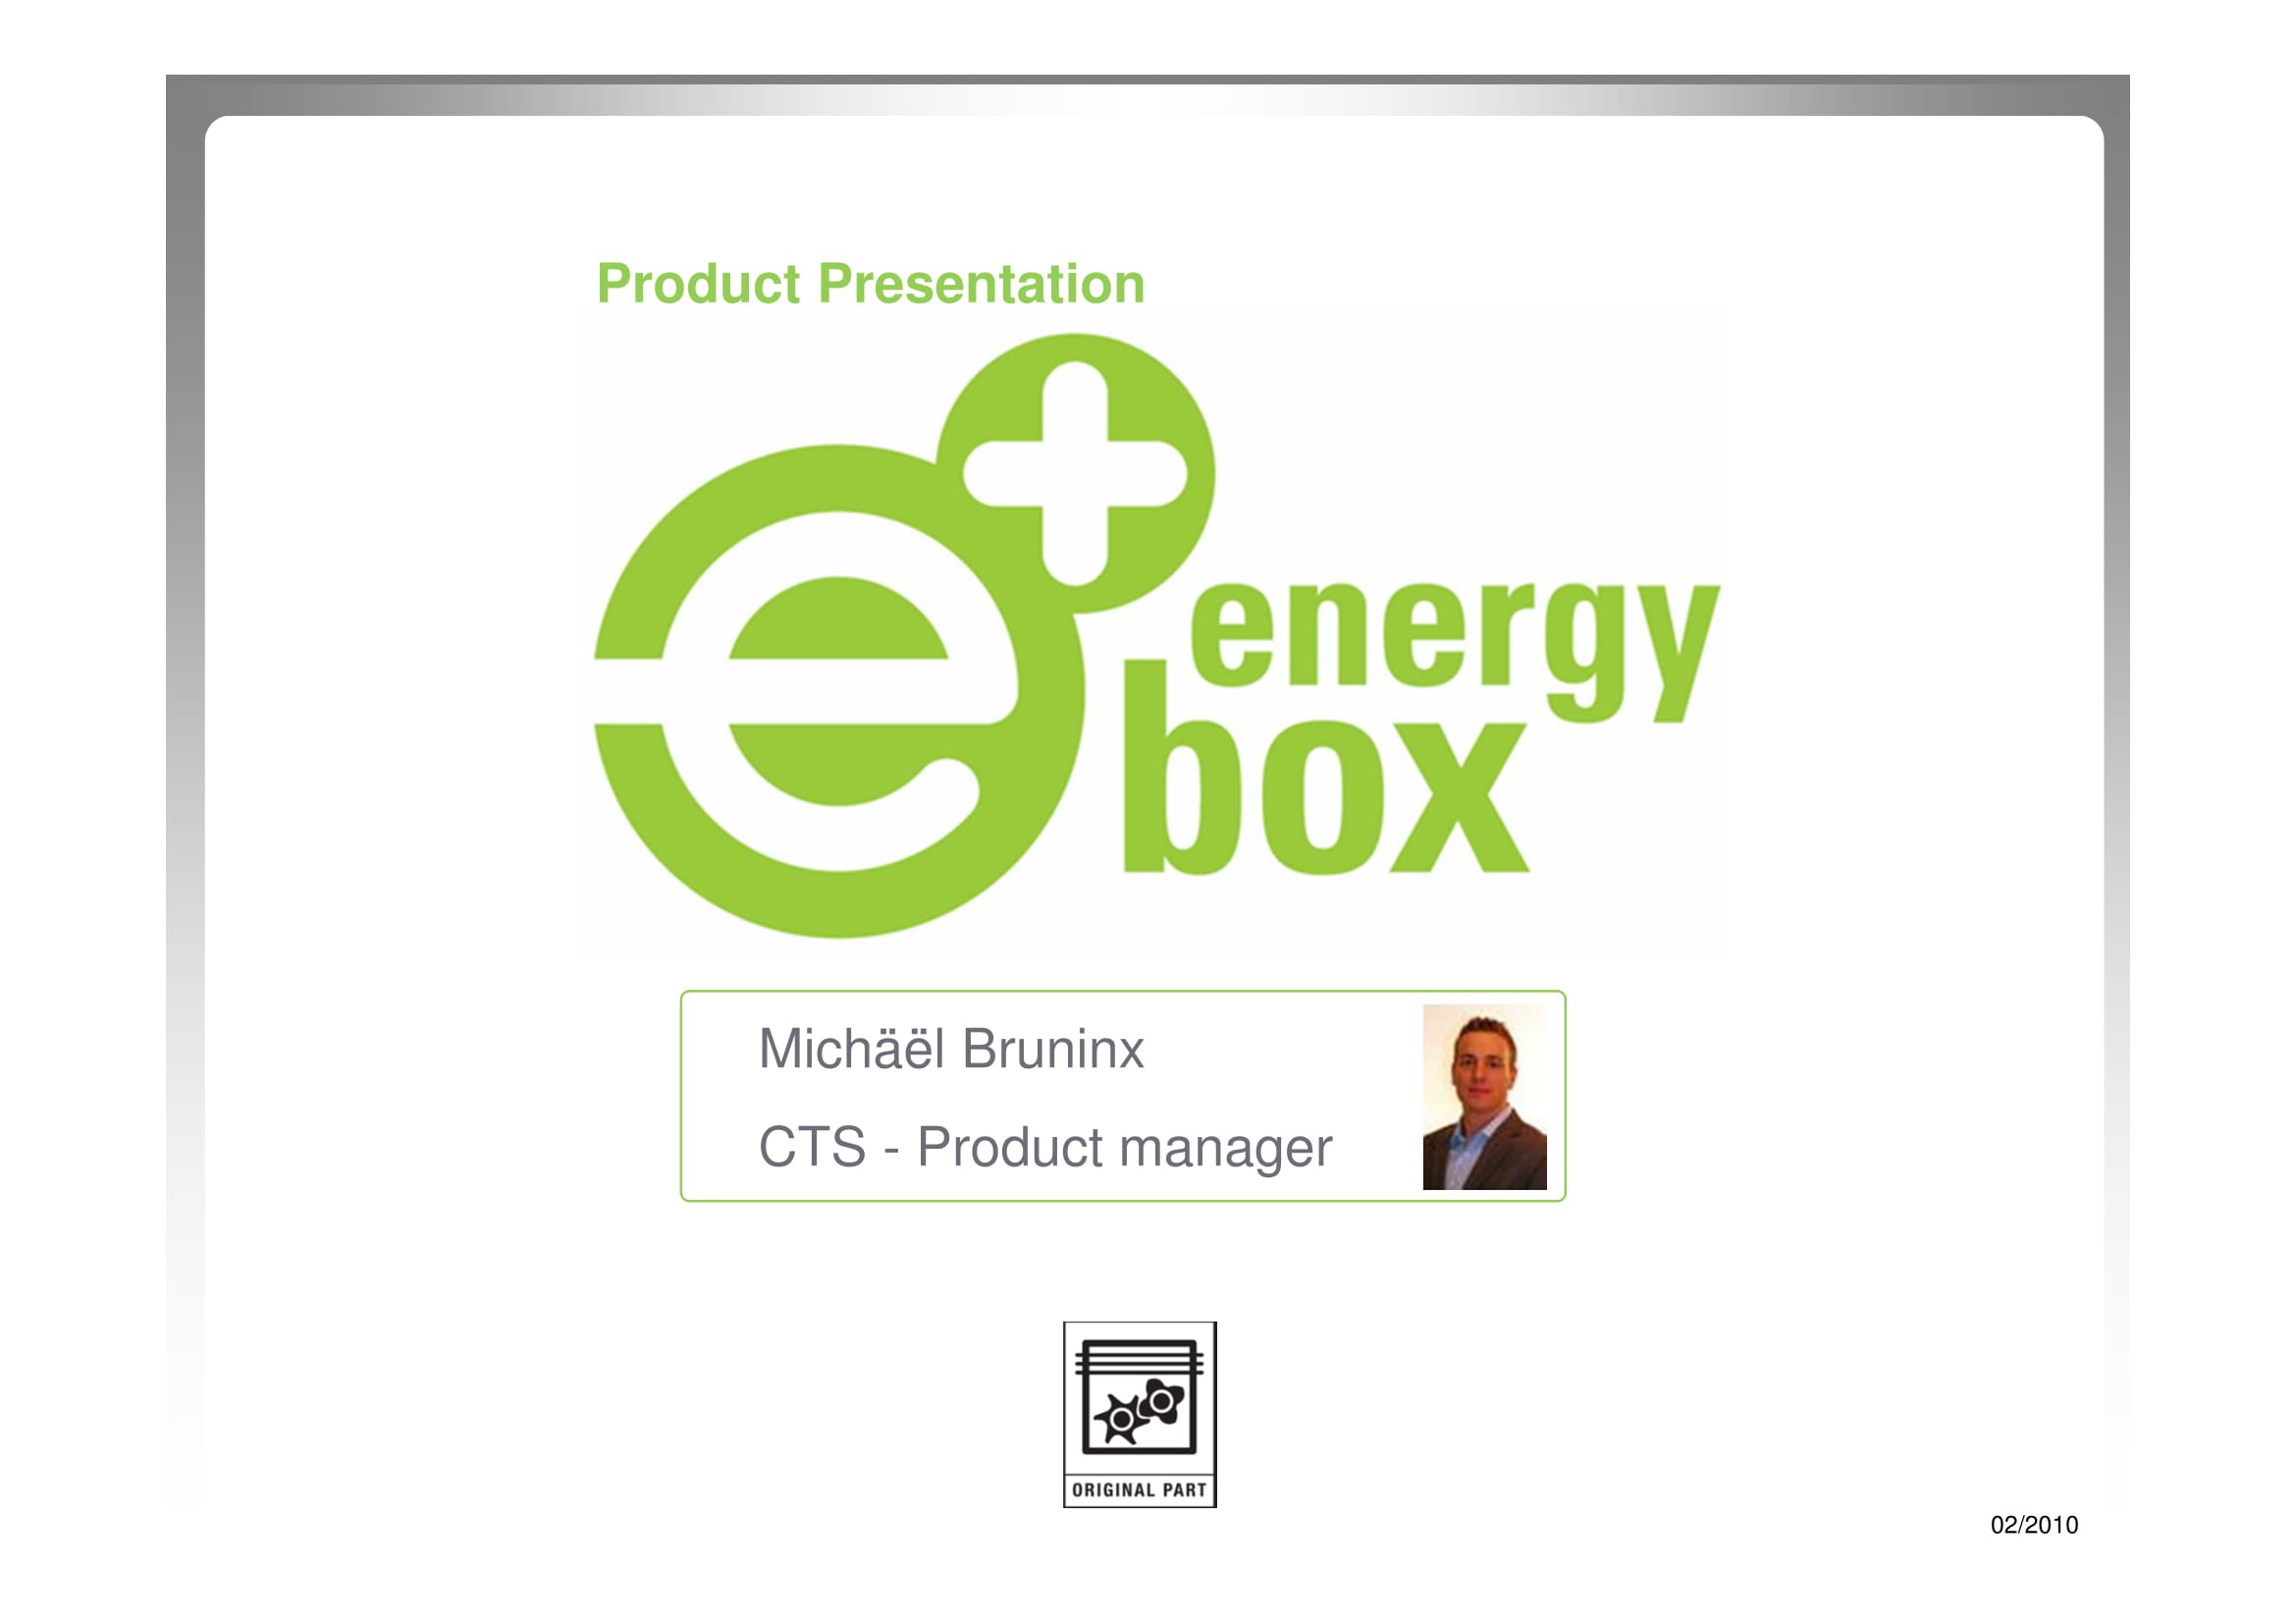 Product Presentation
e+
energy
box
Michäël Bruninx
CTS - Product manager
ORIGINAL PART
02/2010